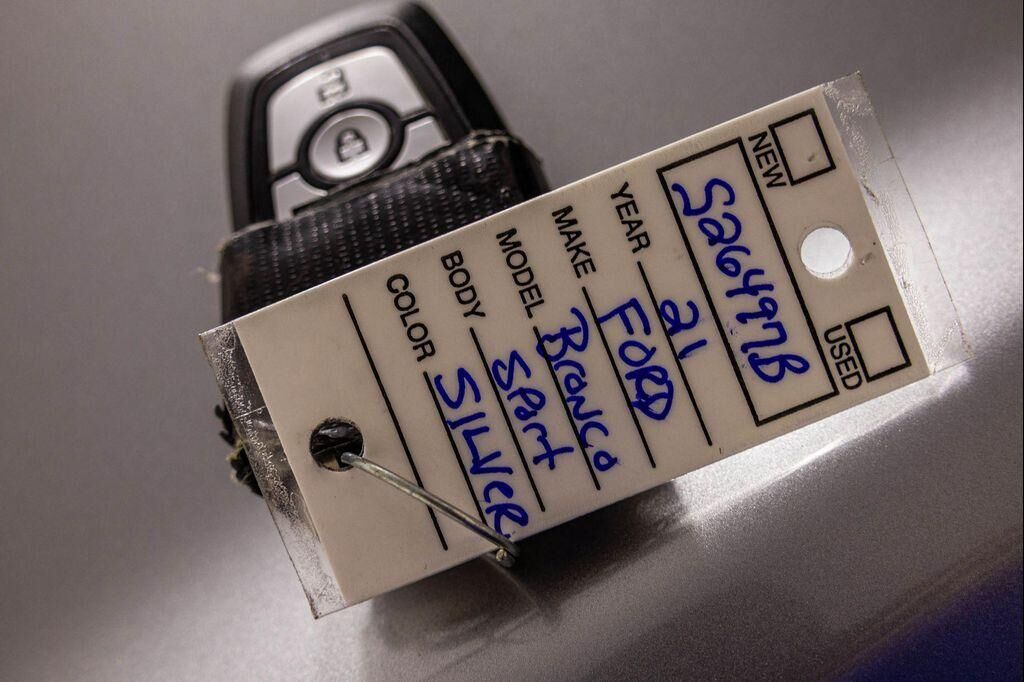 NEW USED
S26497B
YEAR 21
MAKE FORD
MODEL Bronco
BODY Sport
COLOR SILVER